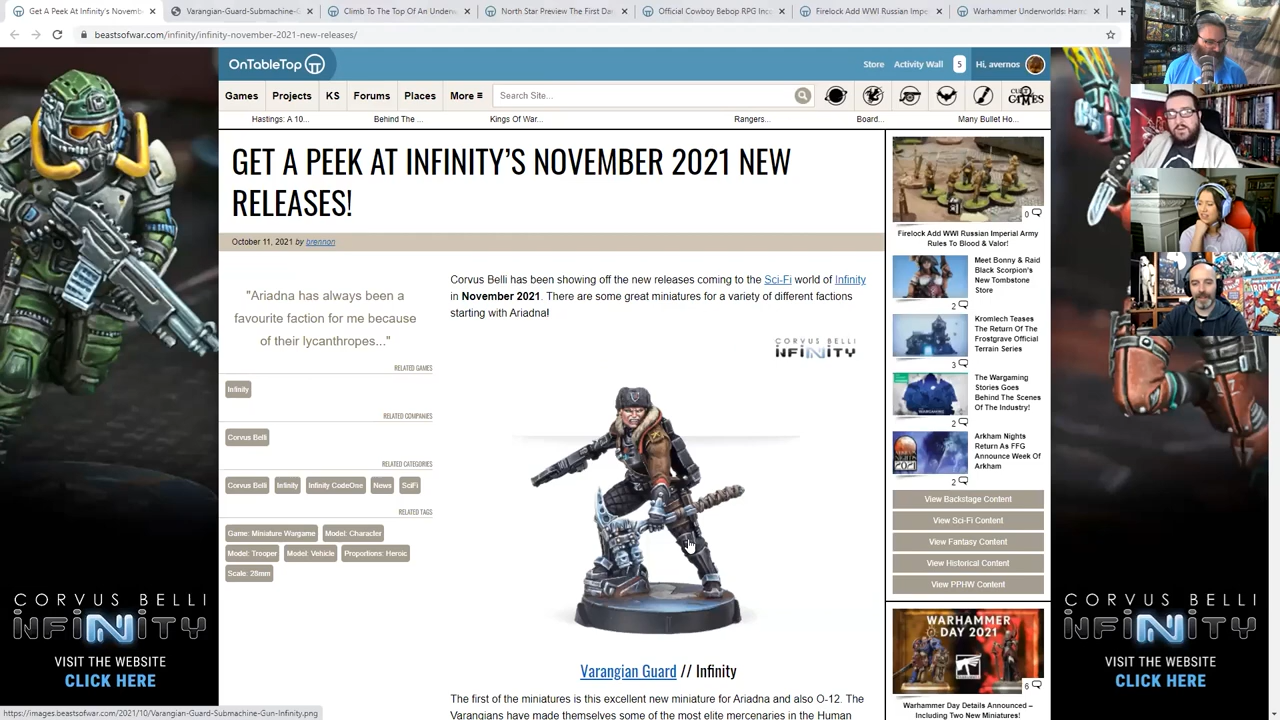 Get A Peek At Infinity's Novemb
Varangian-Guard-Submachine-G
Climb To The Top Of An Underw
North Star Preview The First Da
Official Cowboy Bebop RPG Inc
Firelock Add WWI Russian Impe
Warhammer Underworlds: Harr
beastsofwar.com/infinity/infinity-november-2021-new-releases/
OnTableTop
Store
Activity Wall
5
Hi, avernos
Games
Projects
KS
Forums
Places
More ≡
Search Site...
Hastings: A 10...
Behind The ...
Kings Of War...
Rangers...
Board...
Many Bullet Ho...
GET A PEEK AT INFINITY'S NOVEMBER 2021 NEW
RELEASES!
October 11, 2021 by brennon
"Ariadna has always been a
favourite faction for me because
of their lycanthropes..."
RELATED GAMES
Infinity
RELATED COMPANIES
Corvus Belli
RELATED CATEGORIES
Corvus Belli
Infinity
Infinity CodeOne
News
SciFi
RELATED TAGS
Game: Miniature Wargame
Model: Character
Model: Trooper
Model: Vehicle
Proportions: Heroic
Scale: 28mm
Corvus Belli has been showing off the new releases coming to the Sci-Fi world of Infinity
in November 2021. There are some great miniatures for a variety of different factions
starting with Ariadna!
CORVUS BELLI
INFINITY
Varangian Guard // Infinity
The first of the miniatures is this excellent new miniature for Ariadna and also O-12. The
Varangians have made themselves some of the most elite mercenaries in the Human
0
Firelock Add WWI Russian Imperial Army
Rules To Blood & Valor!
Meet Bonny & Raid
Black Scorpion's
New Tombstone
Store
2
Kromlech Teases
The Return Of The
Frostgrave Official
Terrain Series
3
The Wargaming
Stories Goes
Behind The Scenes
Of The Industry!
2
Arkham Nights
Return As FFG
Announce Week Of
Arkham
2
View Backstage Content
View Sci-Fi Content
View Fantasy Content
View Historical Content
View PPHW Content
WARHAMMER
DAY 2021
6
Warhammer Day Details Announced –
Including Two New Miniatures!
CORVUS BELLI
INFINITY
VISIT THE WEBSITE
CLICK HERE
CORVUS BELLI
INFINITY
VISIT THE WEBSITE
CLICK HERE
https://images.beastsofwar.com/2021/10/Varangian-Guard-Submachine-Gun-Infinity.png